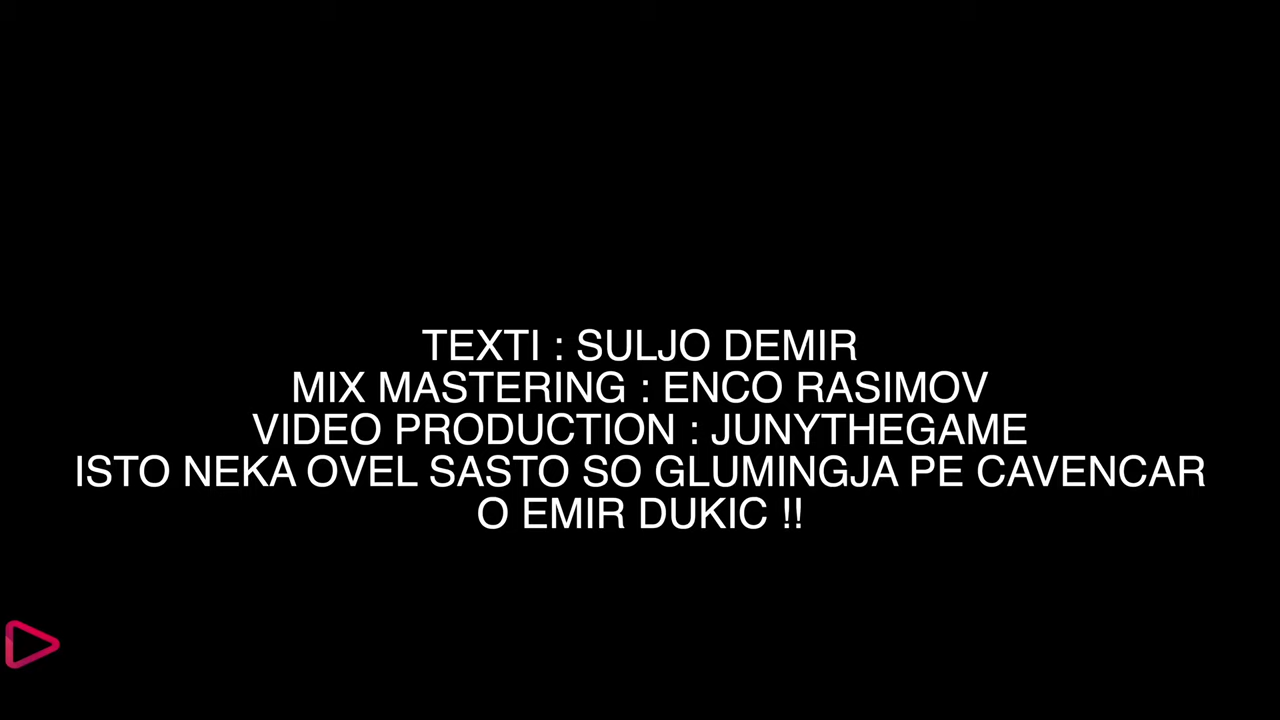 TEXTI : SULJO DEMIR
MIX MASTERING : ENCO RASIMOV
VIDEO PRODUCTION : JUNYTHEGAME
ISTO NEKA OVEL SASTO SO GLUMINGJA PE CAVENCAR
O EMIR DUKIC !!